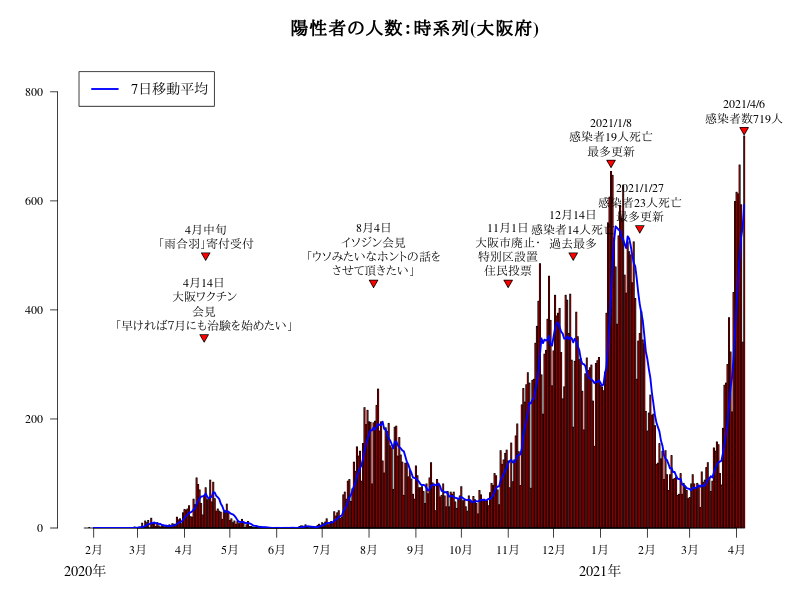 陽性者の人数:時系列(大阪府)
7日移動平均
800
600
400
200
0
4月中旬
「雨合羽」寄付受付
4月14日
大阪ワクチン
会見
「早ければ7月にも治験を始めたい」
8月4日
イソジン会見
「ウソみたいなホントの話を
させて頂きたい」
11月1日
大阪市廃止・
特別区設置
住民投票
12月14日
感染者14人死亡
過去最多
2021/1/8
感染者19人死亡
最多更新
2021/1/27
感染者23人死亡
最多更新
2021/4/6
感染者数719人
2月
3月
4月
5月
6月
7月
8月
9月
10月
11月
12月
1月
2月
3月
4月
2020年
2021年